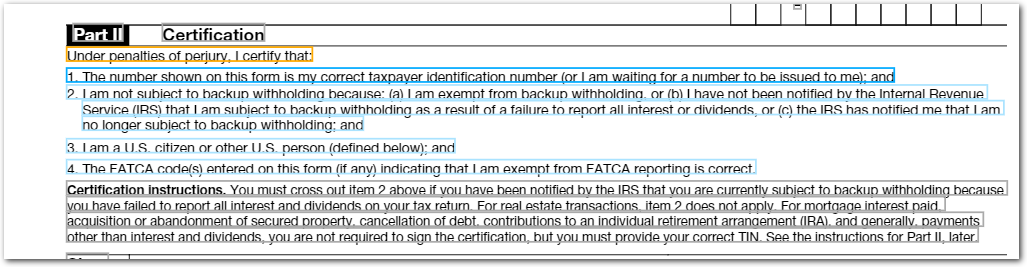 Part II Certification
Under penalties of perjury, I certify that:
1. The number shown on this form is my correct taxpayer identification number (or I am waiting for a number to be issued to me); and
2. I am not subject to backup withholding because: (a) I am exempt from backup withholding, or (b) I have not been notified by the Internal Revenue
Service (IRS) that I am subject to backup withholding as a result of a failure to report all interest or dividends, or (c) the IRS has notified me that I am
no longer subject to backup withholding; and
3. I am a U.S. citizen or other U.S. person (defined below); and
4. The FATCA code(s) entered on this form (if any) indicating that I am exempt from FATCA reporting is correct.
Certification instructions. You must cross out item 2 above if you have been notified by the IRS that you are currently subject to backup withholding because
you have failed to report all interest and dividends on your tax return. For real estate transactions, item 2 does not apply. For mortgage interest paid,
acquisition or abandonment of secured property, cancellation of debt, contributions to an individual retirement arrangement (IRA), and generally, payments
other than interest and dividends, you are not required to sign the certification, but you must provide your correct TIN. See the instructions for Part II, later.